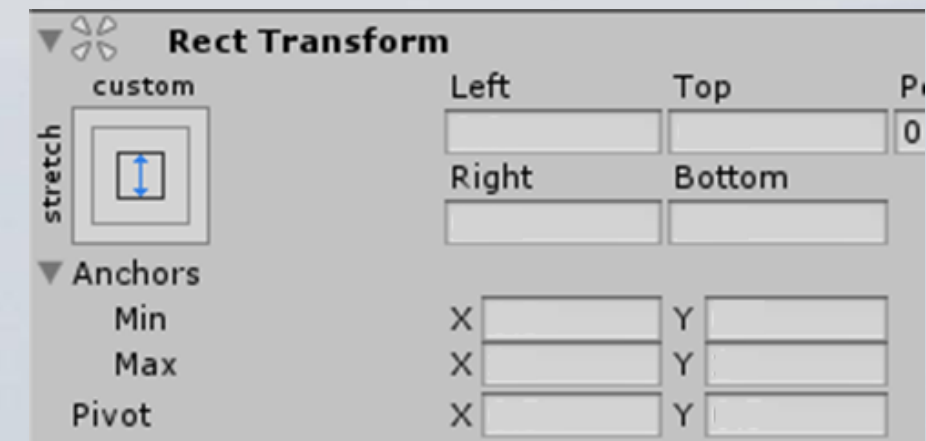 Rect Transform
custom
Left Top
stretch
0
Right Bottom
Anchors
Min X Y
Max X Y
Pivot X Y